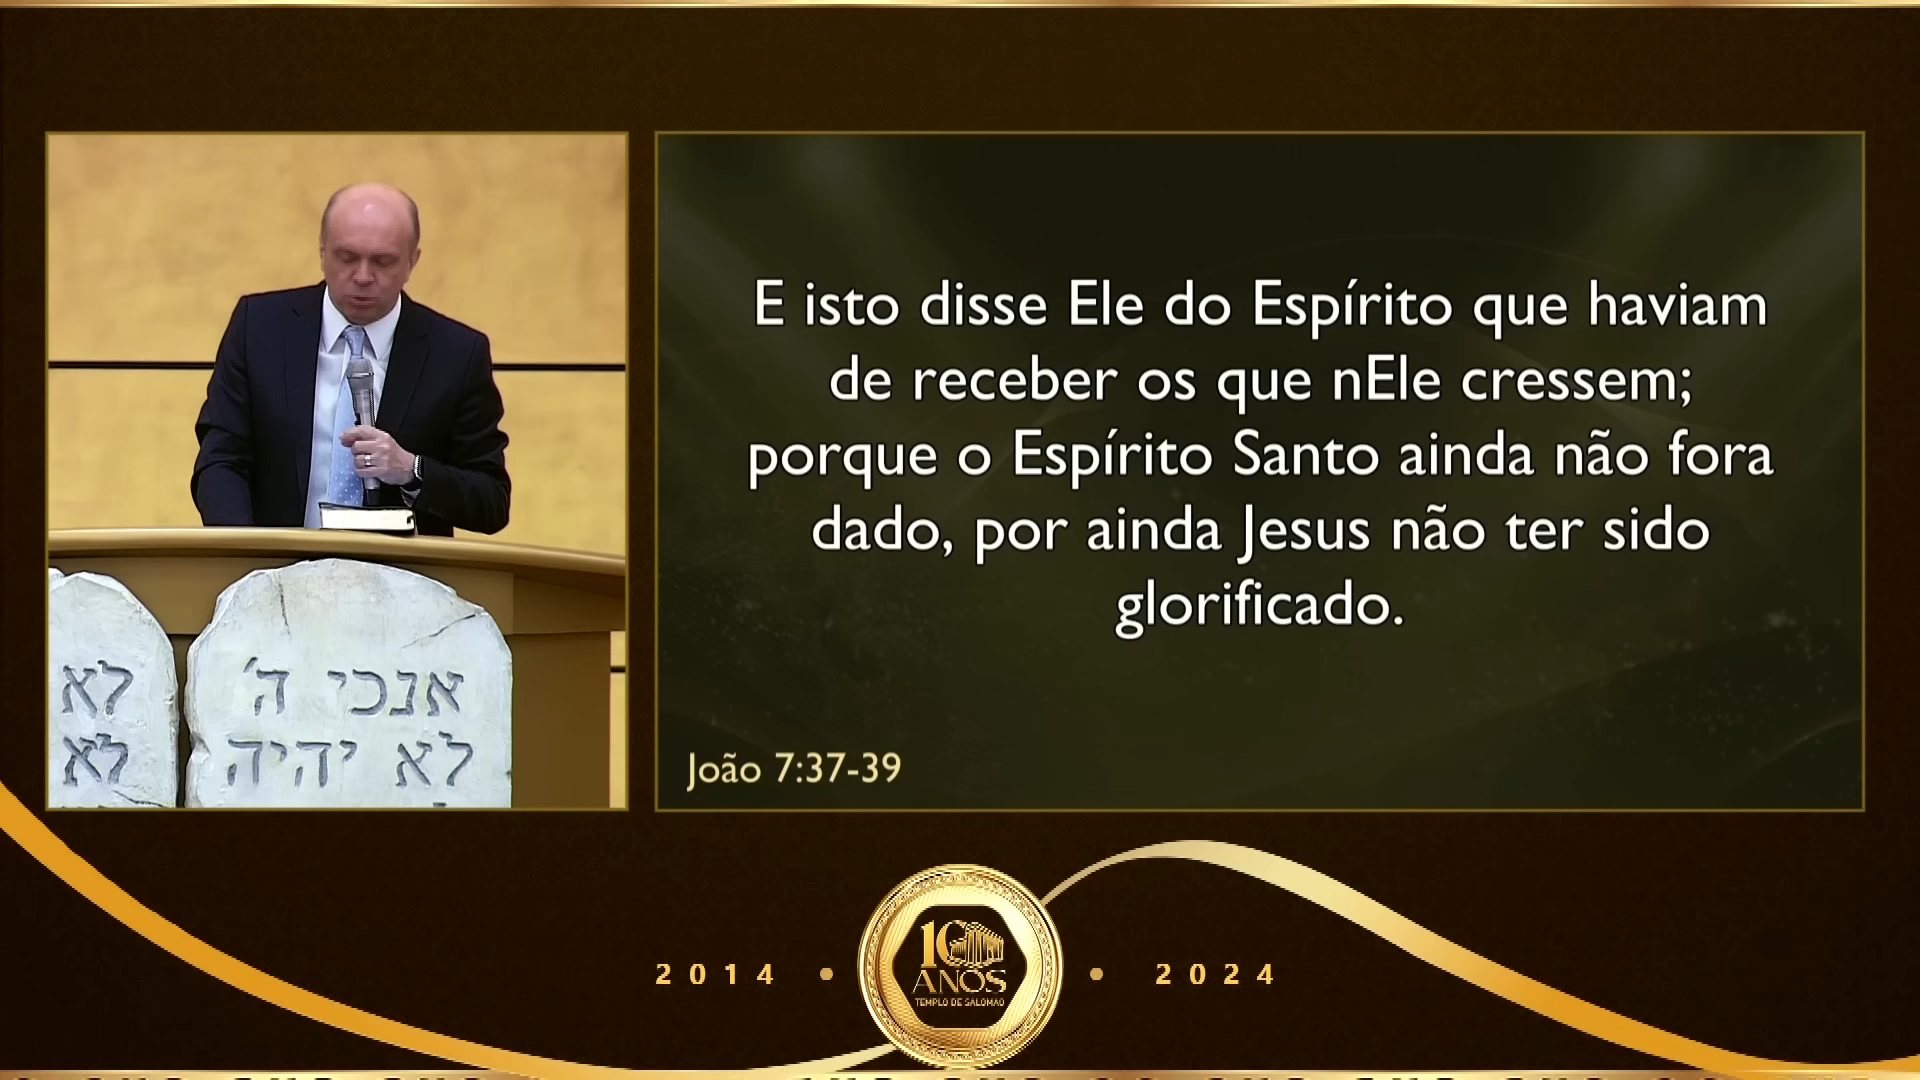 E isto disse Ele do Espírito que haviam
de receber os que nEle cressem;
porque o Espírito Santo ainda não fora
dado, por ainda Jesus não ter sido
glorificado.
João 7:37-39
אנכי ה'
לא יהיה
לא
לא
2014 • 10 ANOS • 2024
TEMPLO DE SALOMÃO